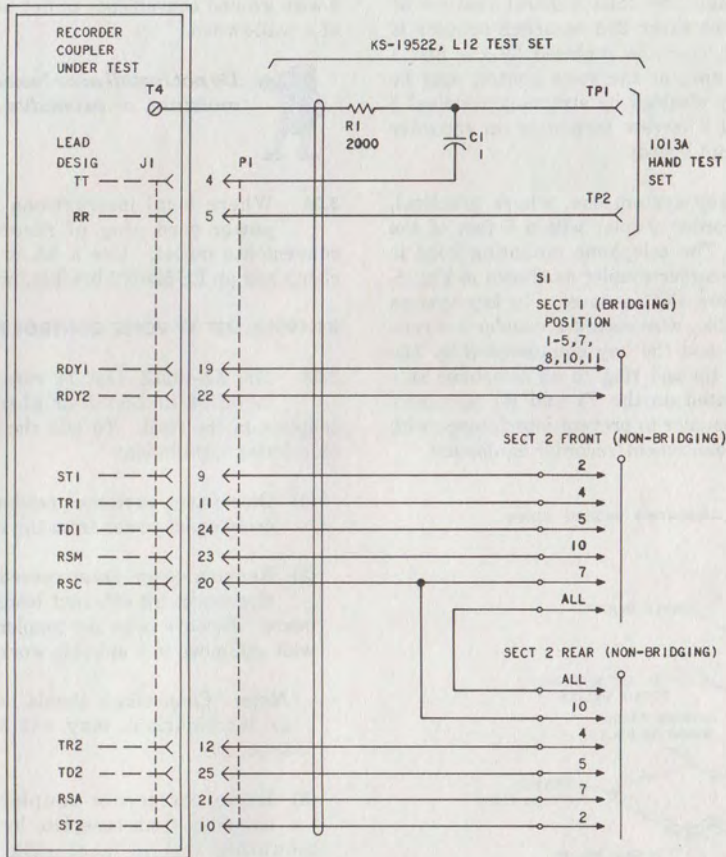 RECORDER
COUPLER
UNDER TEST
KS-19522, L12 TEST SET
T4
TP1
R1
2000
C1
1
1013A
HAND TEST
SET
LEAD
DESIG J1 P1
TT 4
RR 5
TP2
S1
SECT 1 (BRIDGING)
POSITION
1-5,7,
8,10,11
RDY1 19
RDY2 22
SECT 2 FRONT (NON-BRIDGING)
ST1 9 2
TR1 11 4
TD1 24 5
RSM 23 10
RSC 20 7
ALL
SECT 2 REAR (NON-BRIDGING)
ALL
10
TR2 12 4
TD2 25 5
RSA 21 7
ST2 10 2